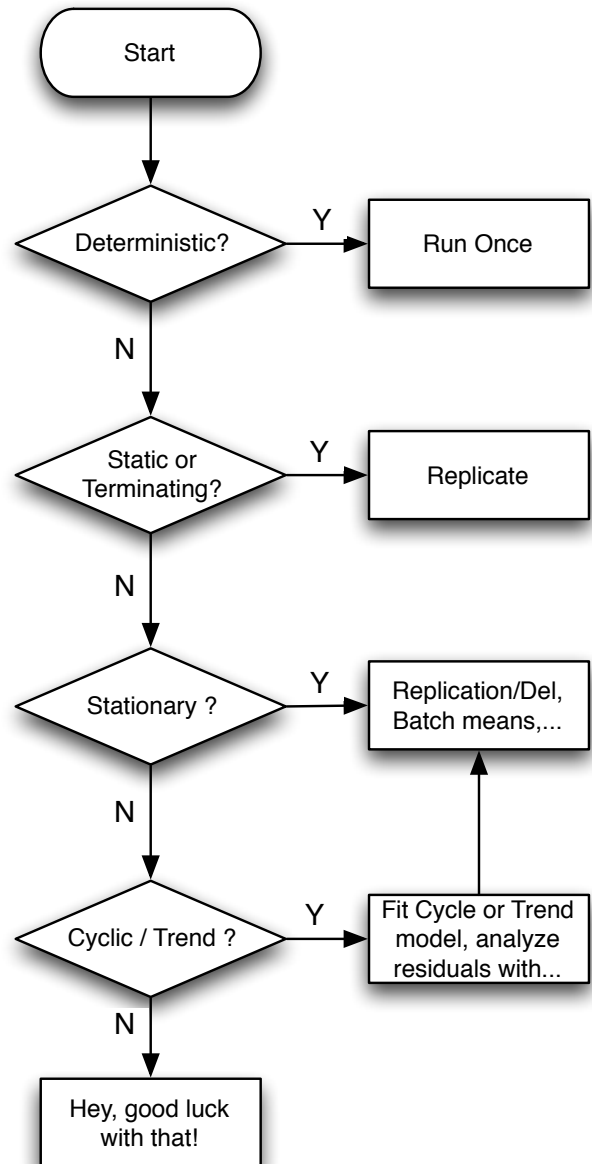 Start
Deterministic?
Y
Run Once
N
Static or
Terminating?
Y
Replicate
N
Stationary ?
Y
Replication/Del,
Batch means,...
N
Cyclic / Trend ?
Y
Fit Cycle or Trend
model, analyze
residuals with...
N
Hey, good luck
with that!